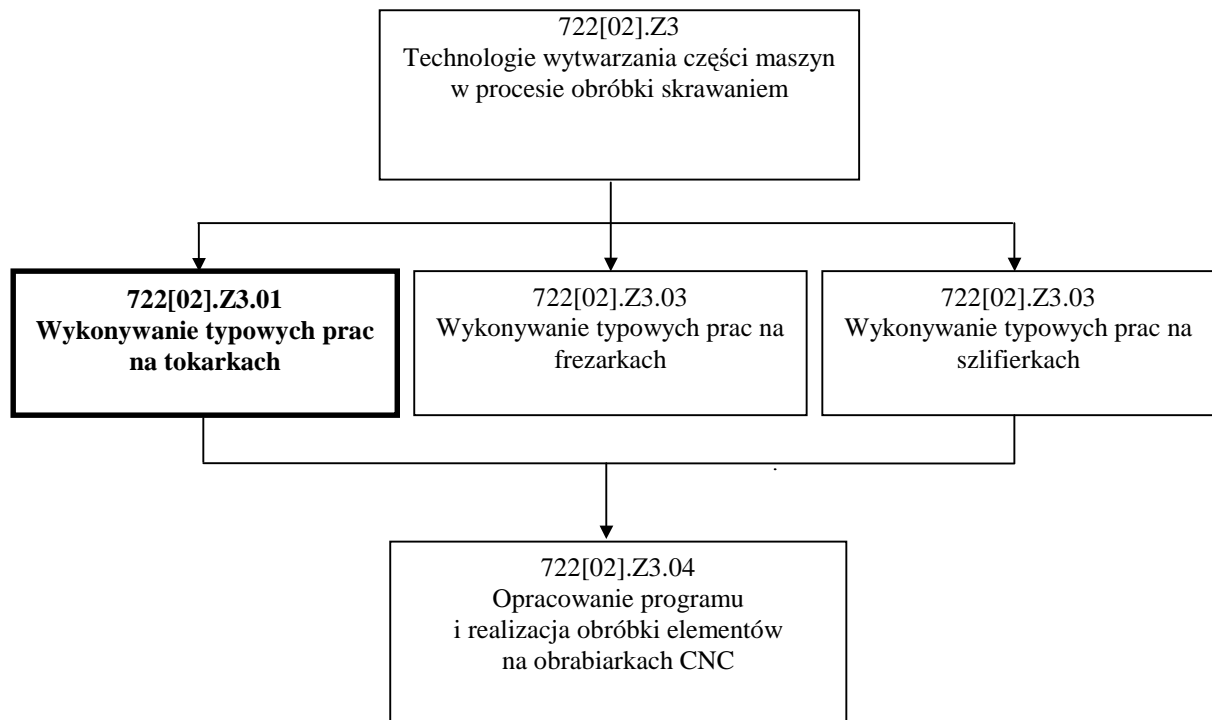 722[02].Z3
Technologie wytwarzania części maszyn
w procesie obróbki skrawaniem
722[02].Z3.01
Wykonywanie typowych prac
na tokarkach
722[02].Z3.03
Wykonywanie typowych prac na
frezarkach
722[02].Z3.03
Wykonywanie typowych prac na
szlifierkach
722[02].Z3.04
Opracowanie programu
i realizacja obróbki elementów
na obrabiarkach CNC